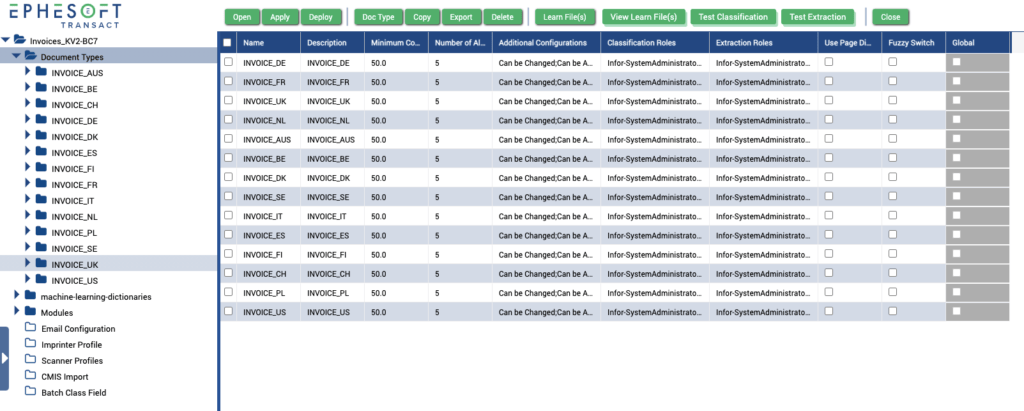 EPHESOFT
TRANSACT
Open Apply Deploy Doc Type Copy Export Delete Learn File(s) View Learn File(s) Test Classification Test Extraction Close
Invoices_KV2-BC7
Document Types
INVOICE_AUS
INVOICE_BE
INVOICE_CH
INVOICE_DE
INVOICE_DK
INVOICE_ES
INVOICE_FI
INVOICE_FR
INVOICE_IT
INVOICE_NL
INVOICE_PL
INVOICE_SE
INVOICE_UK
INVOICE_US
machine-learning-dictionaries
Modules
Email Configuration
Imprinter Profile
Scanner Profiles
CMIS Import
Batch Class Field
Name Description Minimum Co... Number of Al... Additional Configurations Classification Roles Extraction Roles Use Page Di... Fuzzy Switch Global
INVOICE_DE INVOICE_DE 50.0 5 Can be Changed;Can be A... Infor-SystemAdministrato... Infor-SystemAdministrato...
INVOICE_FR INVOICE_FR 50.0 5 Can be Changed;Can be A... Infor-SystemAdministrato... Infor-SystemAdministrato...
INVOICE_UK INVOICE_UK 50.0 5 Can be Changed;Can be A... Infor-SystemAdministrato... Infor-SystemAdministrato...
INVOICE_NL INVOICE_NL 50.0 5 Can be Changed;Can be A... Infor-SystemAdministrato... Infor-SystemAdministrato...
INVOICE_AUS INVOICE_AUS 50.0 5 Can be Changed;Can be A... Infor-SystemAdministrato... Infor-SystemAdministrato...
INVOICE_BE INVOICE_BE 50.0 5 Can be Changed;Can be A... Infor-SystemAdministrato... Infor-SystemAdministrato...
INVOICE_DK INVOICE_DK 50.0 5 Can be Changed;Can be A... Infor-SystemAdministrato... Infor-SystemAdministrato...
INVOICE_SE INVOICE_SE 50.0 5 Can be Changed;Can be A... Infor-SystemAdministrato... Infor-SystemAdministrato...
INVOICE_IT INVOICE_IT 50.0 5 Can be Changed;Can be A... Infor-SystemAdministrato... Infor-SystemAdministrato...
INVOICE_ES INVOICE_ES 50.0 5 Can be Changed;Can be A... Infor-SystemAdministrato... Infor-SystemAdministrato...
INVOICE_FI INVOICE_FI 50.0 5 Can be Changed;Can be A... Infor-SystemAdministrato... Infor-SystemAdministrato...
INVOICE_CH INVOICE_CH 50.0 5 Can be Changed;Can be A... Infor-SystemAdministrato... Infor-SystemAdministrato...
INVOICE_PL INVOICE_PL 50.0 5 Can be Changed;Can be A... Infor-SystemAdministrato... Infor-SystemAdministrato...
INVOICE_US INVOICE_US 50.0 5 Can be Changed;Can be A... Infor-SystemAdministrato... Infor-SystemAdministrato...